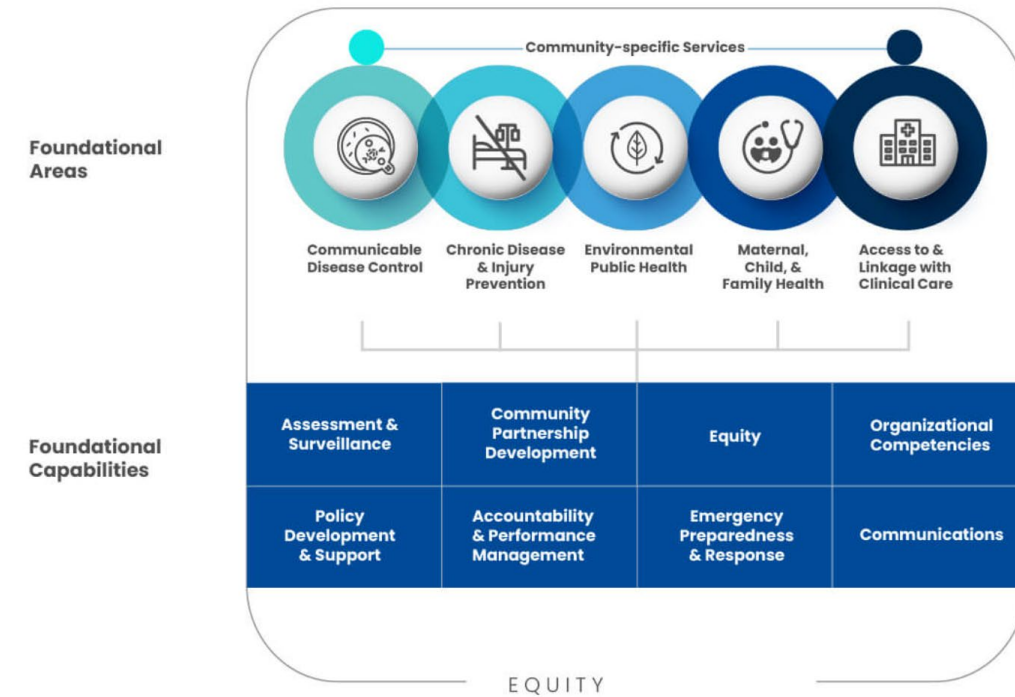 Community-specific Services
Foundational
Areas
Communicable
Disease Control
Chronic Disease
& Injury
Prevention
Environmental
Public Health
Maternal,
Child, &
Family Health
Access to &
Linkage with
Clinical Care
Foundational
Capabilities
Assessment &
Surveillance
Community
Partnership
Development
Equity
Organizational
Competencies
Policy
Development
& Support
Accountability
& Performance
Management
Emergency
Preparedness
& Response
Communications
EQUITY